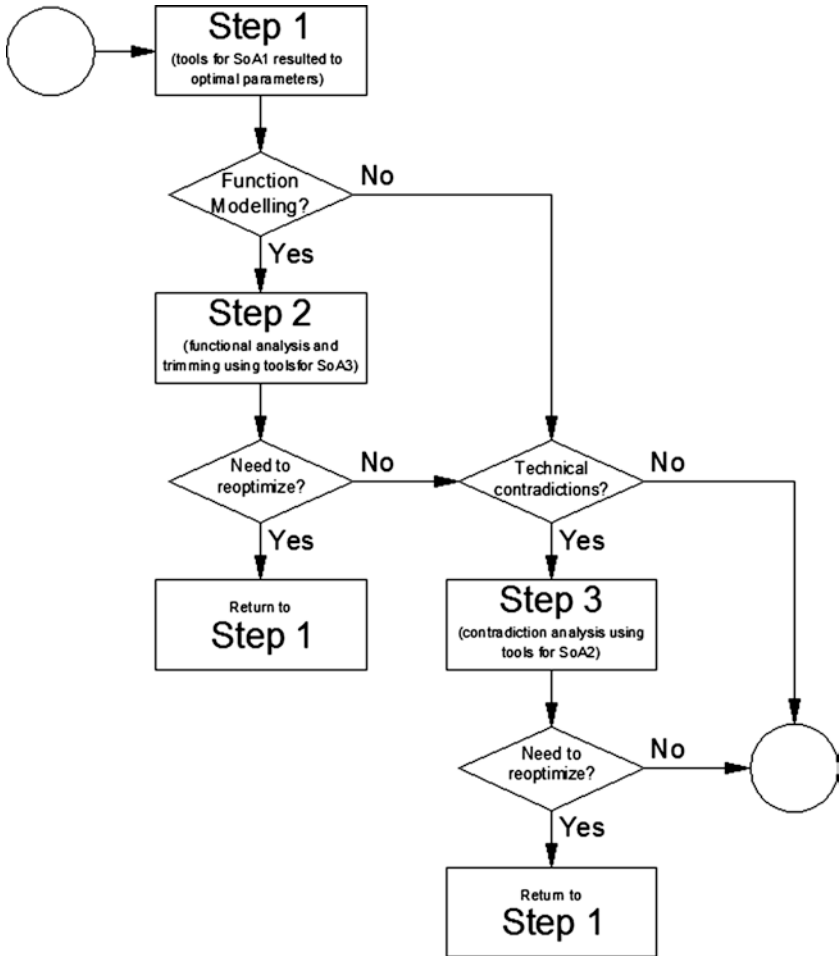 Step 1
(tools for SoA1 resulted to
optimal parameters)
Function
Modelling?
No
Yes
Step 2
(functional analysis and
trimming using toolsfor SoA3)
Need to
reoptimize?
No
Technical
contradictions?
No
Yes
Yes
Return to
Step 1
Step 3
(contradiction analysis using
tools for SoA2)
Need to
reoptimize?
No
Yes
Return to
Step 1